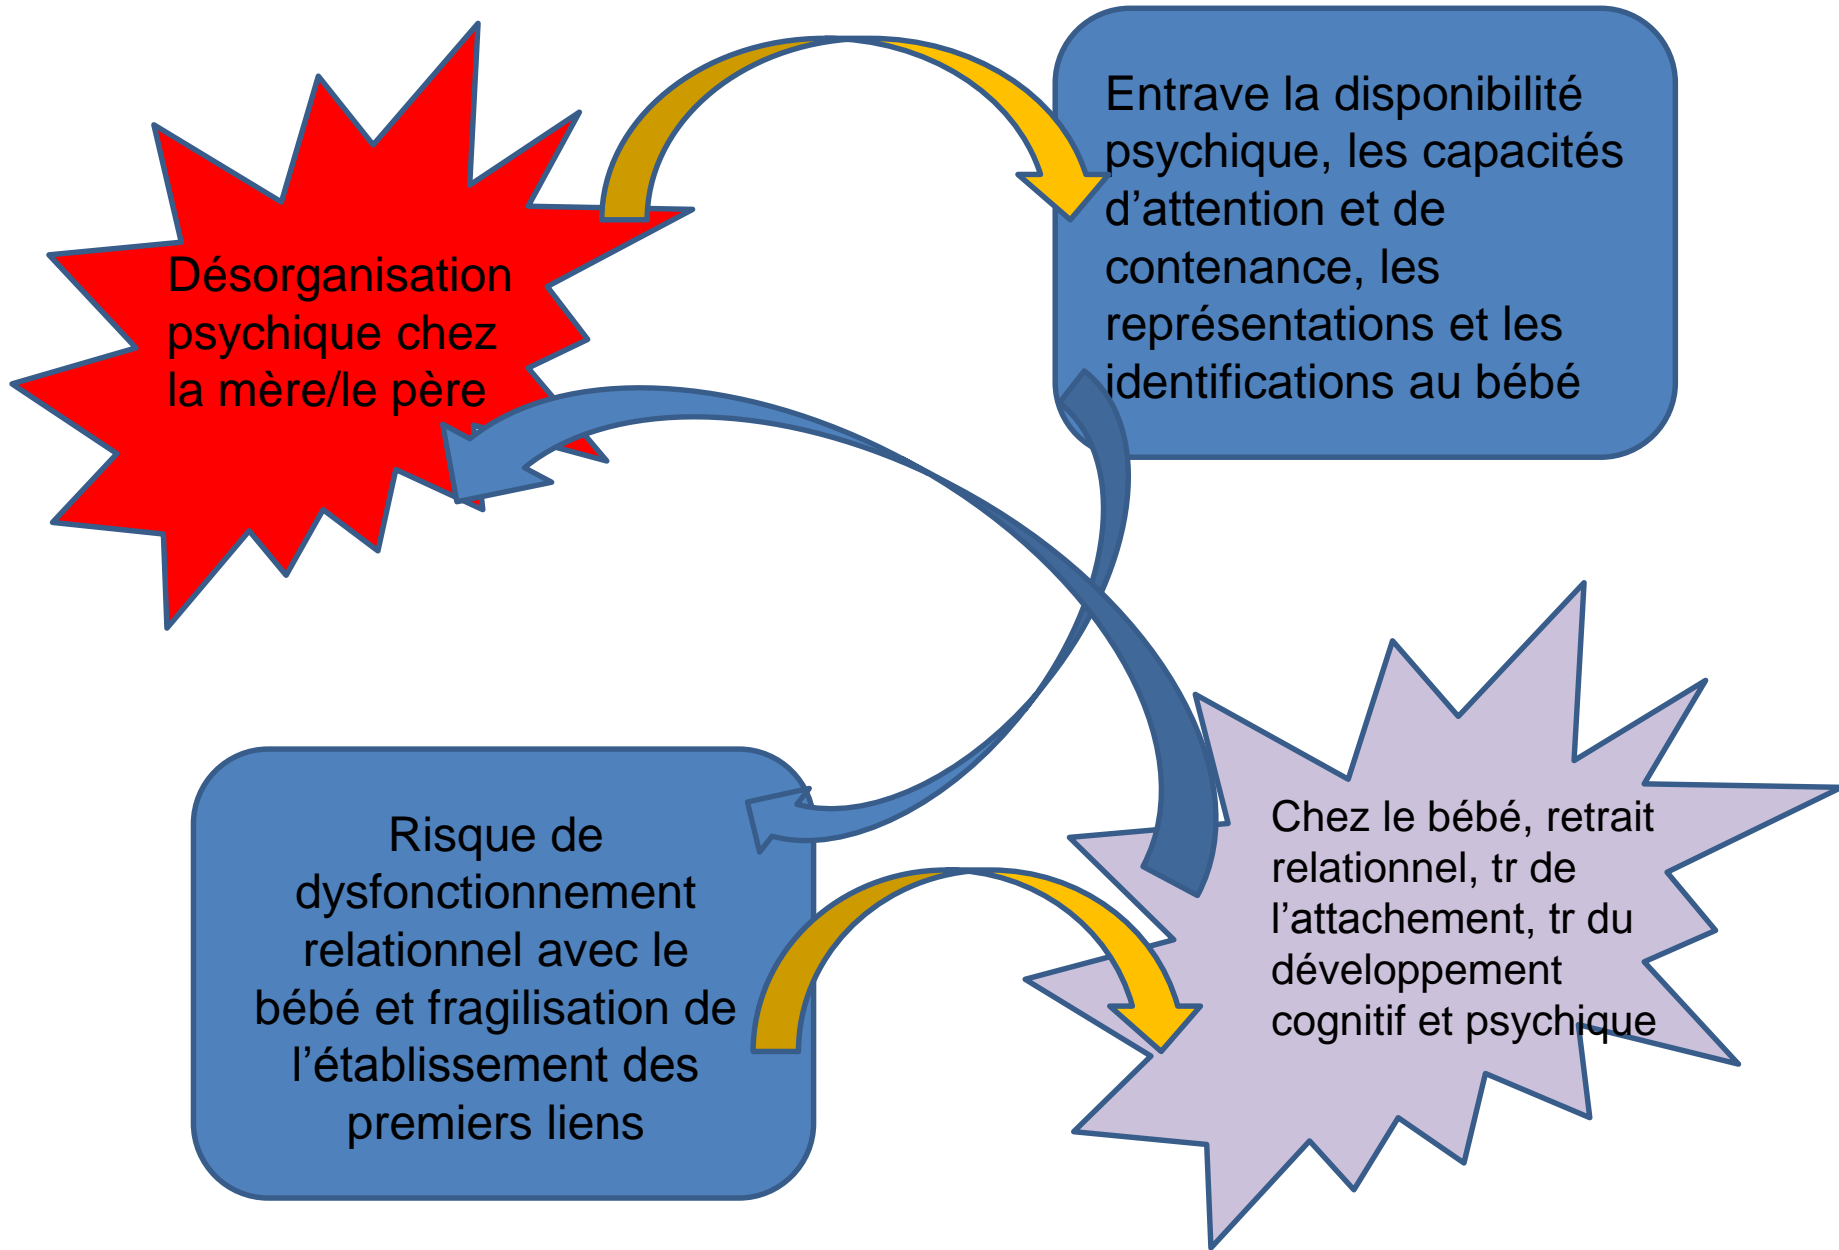 Désorganisation
psychique chez
la mère/le père
Entrave la disponibilité
psychique, les capacités
d’attention et de
contenance, les
représentations et les
identifications au bébé
Risque de
dysfonctionnement
relationnel avec le
bébé et fragilisation de
l’établissement des
premiers liens
Chez le bébé, retrait
relationnel, tr de
l’attachement, tr du
développement
cognitif et psychique